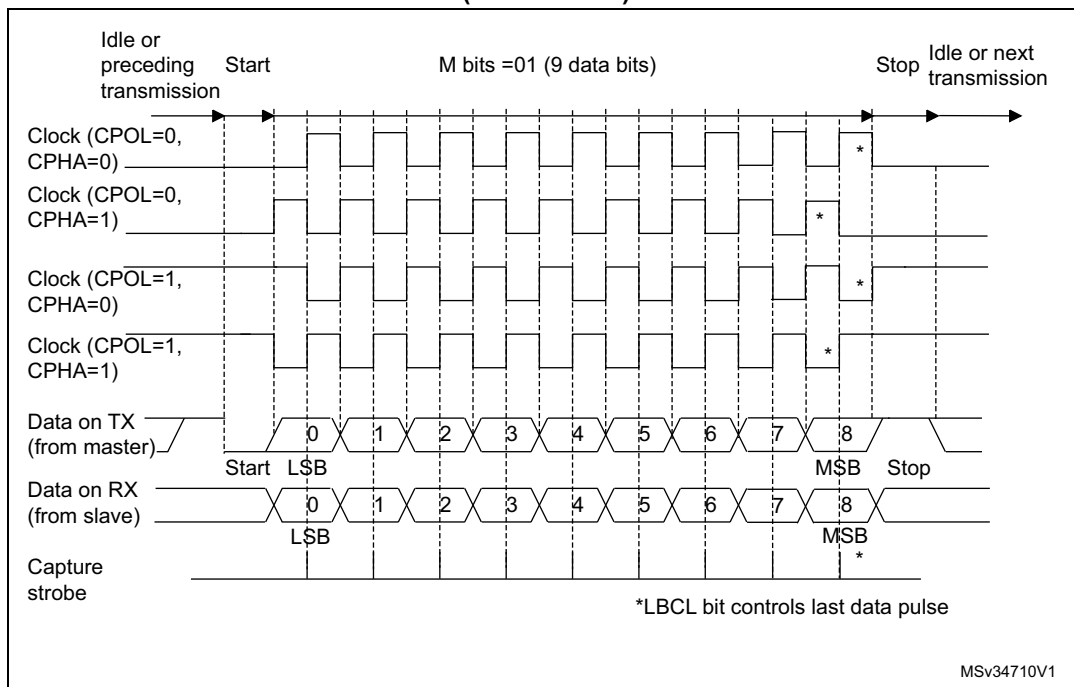 Idle or
preceding
transmission
Start
M bits =01 (9 data bits)
Stop
Idle or next
transmission
Clock (CPOL=0,
CPHA=0)
*
Clock (CPOL=0,
CPHA=1)
*
Clock (CPOL=1,
CPHA=0)
*
Clock (CPOL=1,
CPHA=1)
*
Data on TX
(from master)
0 1 2 3 4 5 6 7 8
Start LSB MSB Stop
Data on RX
(from slave)
0 1 2 3 4 5 6 7 8
LSB MSB
Capture
strobe
*
*LBCL bit controls last data pulse
MSv34710V1